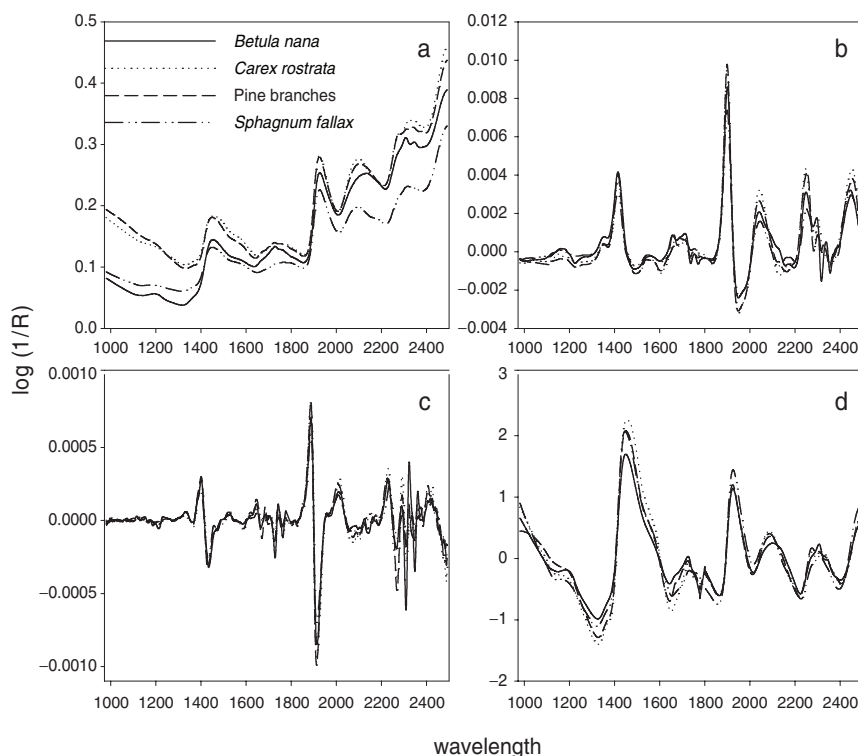 0.5
0.4
0.3
0.2
0.1
0.0
a
Betula nana
Carex rostrata
Pine branches
Sphagnum fallax
1000 1200 1400 1600 1800 2000 2200 2400
0.012
0.010
0.008
0.006
0.004
0.002
0.000
−0.002
−0.004
b
1000 1200 1400 1600 1800 2000 2200 2400
log (1/R)
0.0010
0.0005
0.0000
−0.0005
−0.0010
c
1000 1200 1400 1600 1800 2000 2200 2400
3
2
1
0
−1
−2
d
1000 1200 1400 1600 1800 2000 2200 2400
wavelength